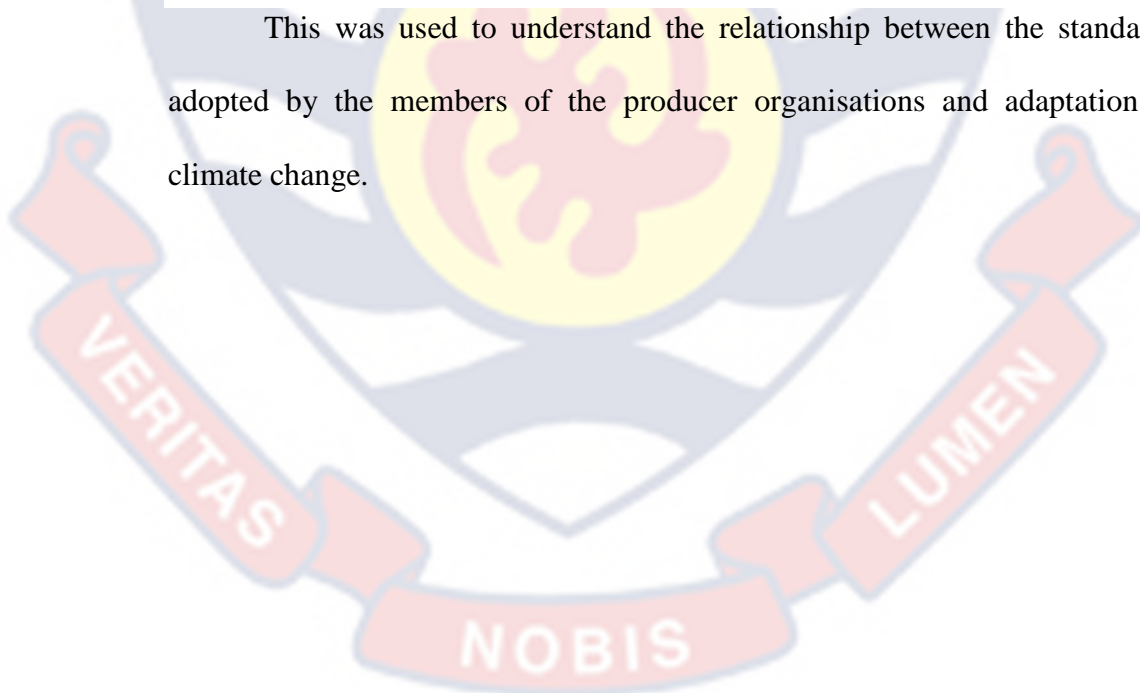 This was used to understand the relationship between the standa
adopted by the members of the producer organisations and adaptation
climate change.
VERITAS
NOBIS
LUMEN